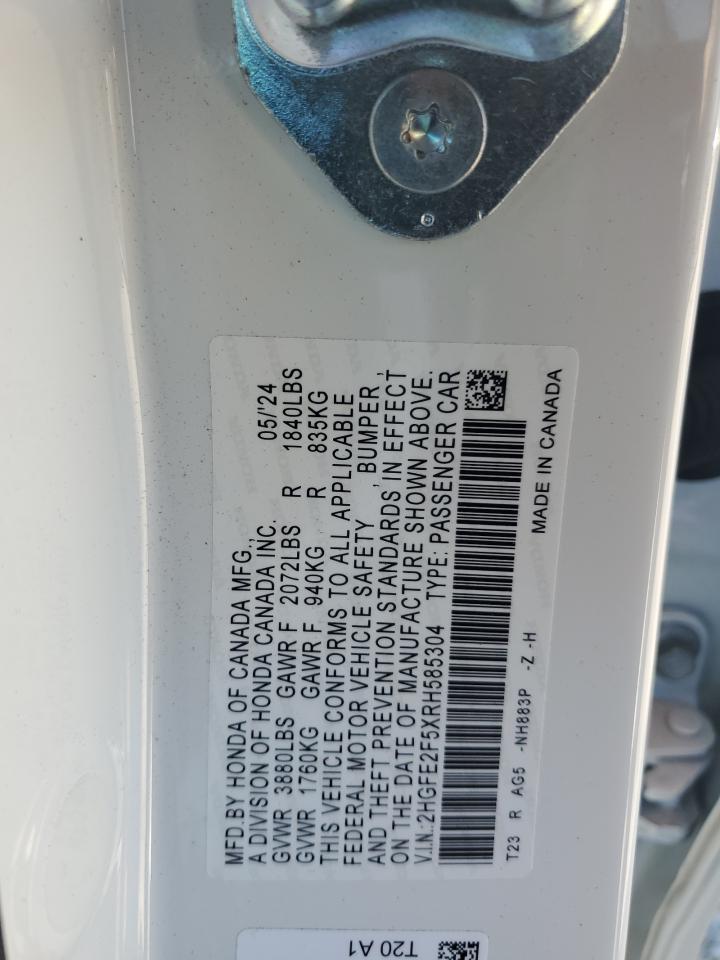 MFD.BY HONDA OF CANADA MFG.,
A DIVISION OF HONDA CANADA INC. 05/'24
GVWR 3880LBS GAWR F 2072LBS R 1840LBS
GVWR 1760KG GAWR F 940KG R 835KG
THIS VEHICLE CONFORMS TO ALL APPLICABLE
FEDERAL MOTOR VEHICLE SAFETY , BUMPER ,
AND THEFT PREVENTION STANDARDS IN EFFECT
ON THE DATE OF MANUFACTURE SHOWN ABOVE.
V.I.N.:2HGFE2F5XRH585304 TYPE: PASSENGER CAR
T23 R AG5 -NH883P -Z -H
MADE IN CANADA
T20 A1